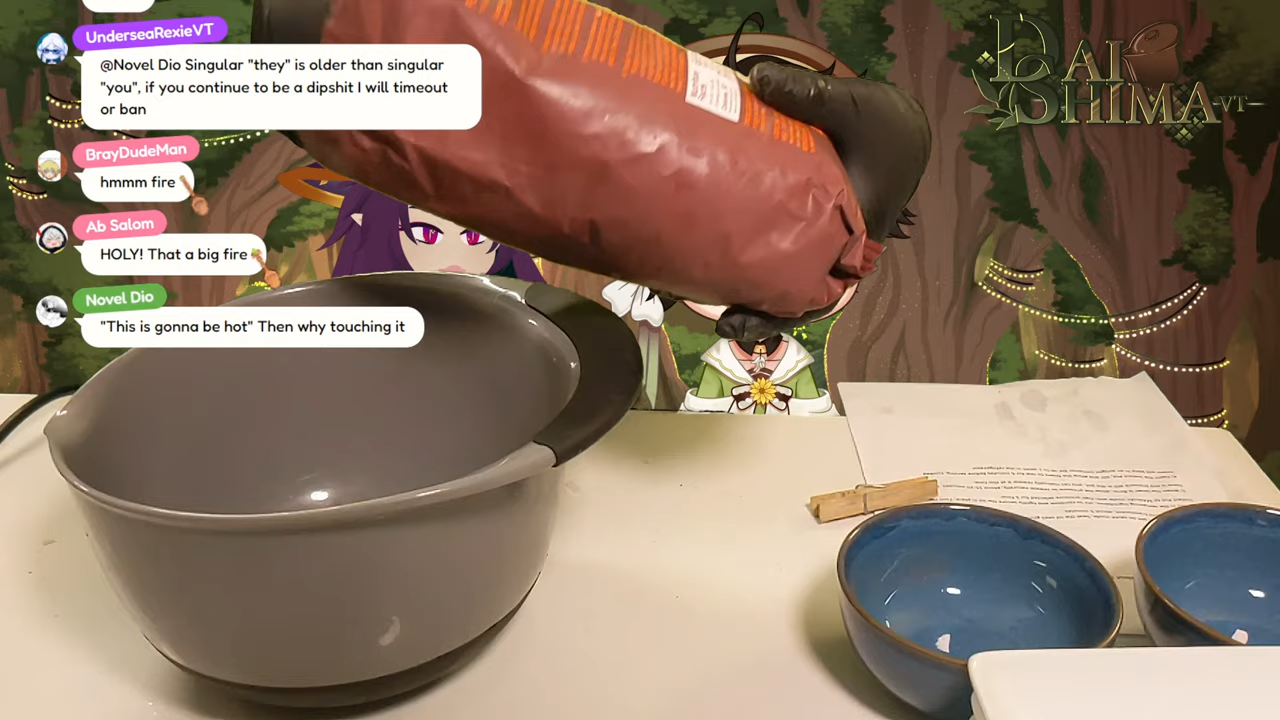 UnderseaRexieVT
@Novel Dio Singular "they" is older than singular
"you", if you continue to be a dipshit I will timeout
or ban
BrayDudeMan
hmmm fire
Ab Salom
HOLY! That a big fire
Novel Dio
"This is gonna be hot" Then why touching it
DAI
SHIMA
-VT-